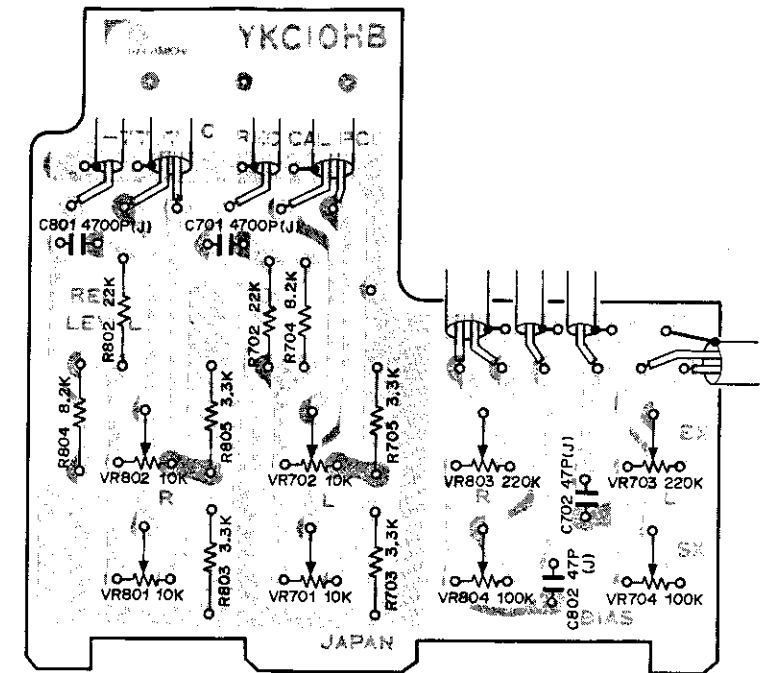 YKC10HB
C
CAL
C801 4700P(J)
C701 4700P(J)
R802 22K
R702 22K
R704 8.2K
LEVEL
R804 8.2K
R805 3.3K
R705 3.3K
VR802 10K
VR702 10K
VR803 220K
C702 47P(J)
VR703 220K
R
L
R
L
R803 3.3K
R703 3.3K
VR801 10K
VR701 10K
VR804 100K
C802 47P
(J)
VR704 100K
BIAS
JAPAN